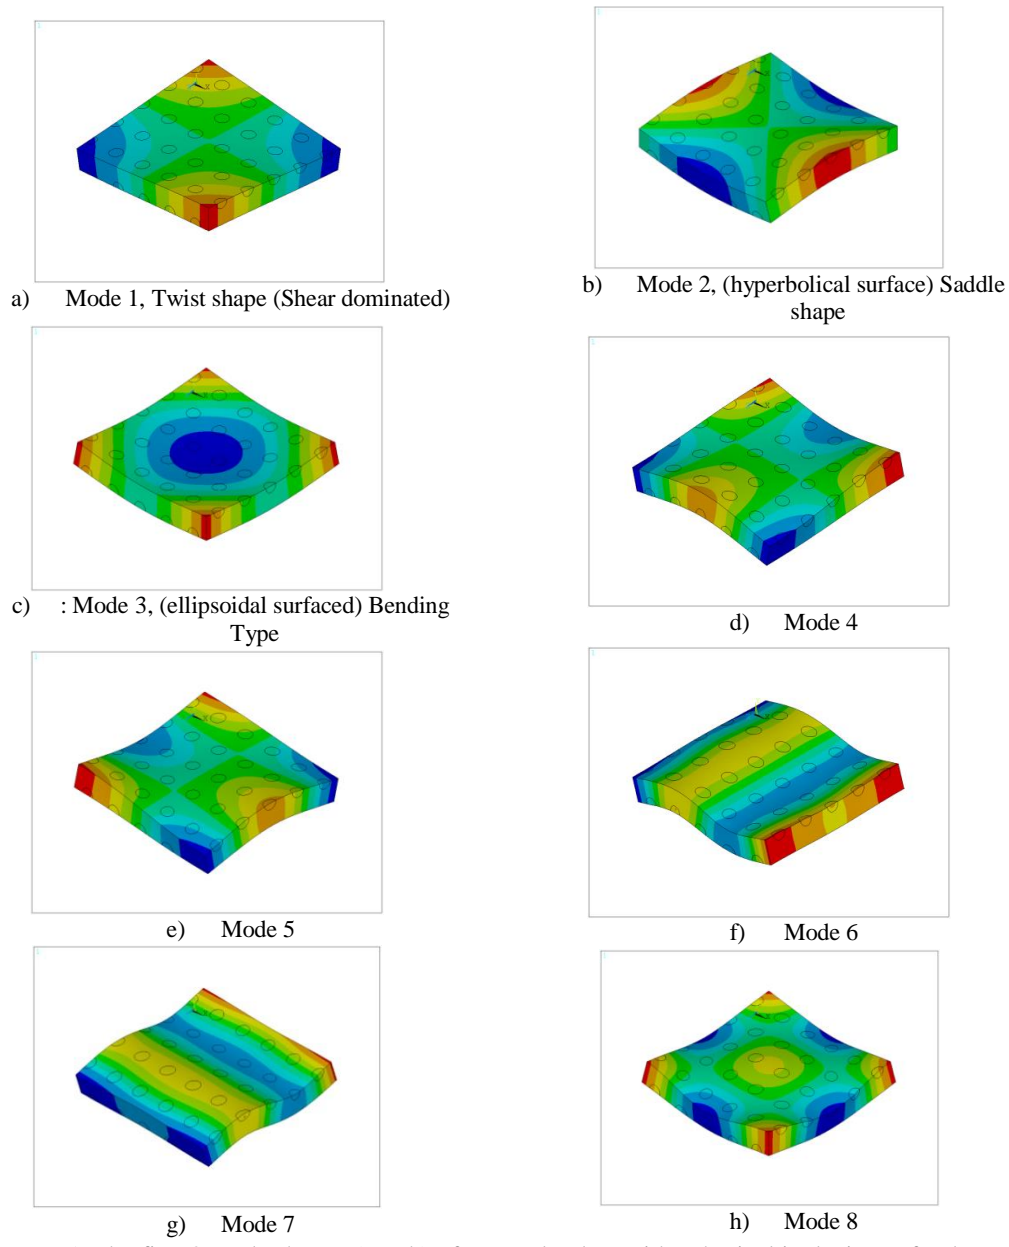 a) Mode 1, Twist shape (Shear dominated)
b) Mode 2, (hyperbolical surface) Saddle
shape
c) : Mode 3, (ellipsoidal surfaced) Bending
Type
d) Mode 4
e) Mode 5
f) Mode 6
g) Mode 7
h) Mode 8